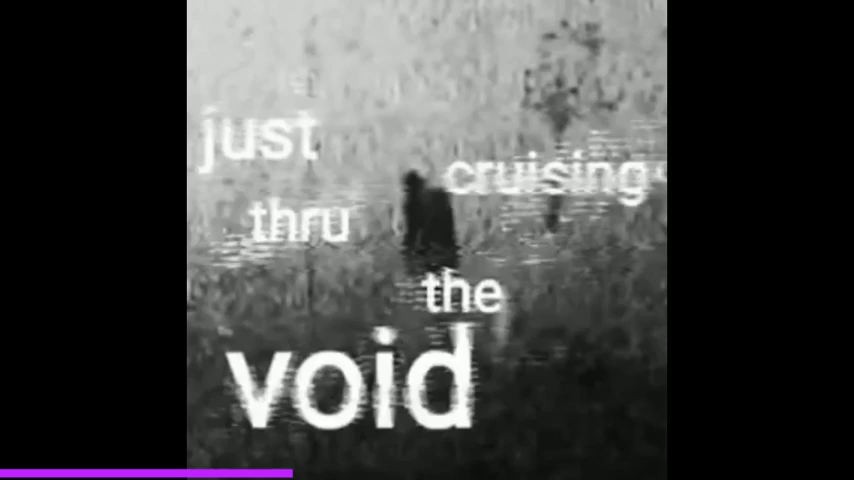 just
cruising
thru
the
void